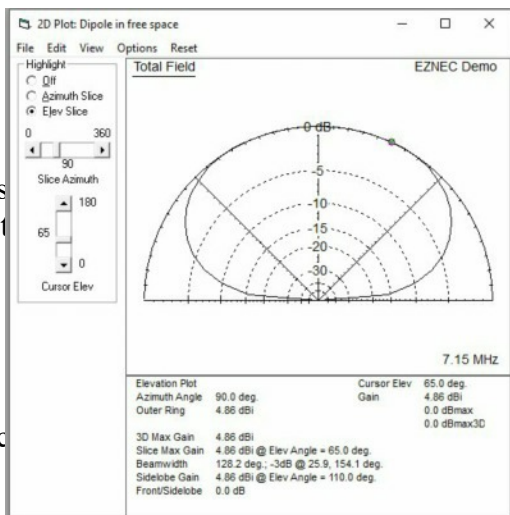 2D Plot: Dipole in free space
File Edit View Options Reset
Highlight
Off
Azimuth Slice
Elev Slice
0 360
90
Slice Azimuth
180
65
0
Cursor Elev
Total Field EZNEC Demo
0 dB
-5
-10
-15
-20
-30
7.15 MHz
Elevation Plot Cursor Elev 65.0 deg.
Azimuth Angle 90.0 deg. Gain 4.86 dBi
Outer Ring 4.86 dBi 0.0 dBmax
0.0 dBmax3D
3D Max Gain 4.86 dBi
Slice Max Gain 4.86 dBi @ Elev Angle = 65.0 deg.
Beamwidth 128.2 deg.; -3dB @ 25.9, 154.1 deg.
Sidelobe Gain 4.86 dBi @ Elev Angle = 110.0 deg.
Front/Sidelobe 0.0 dB